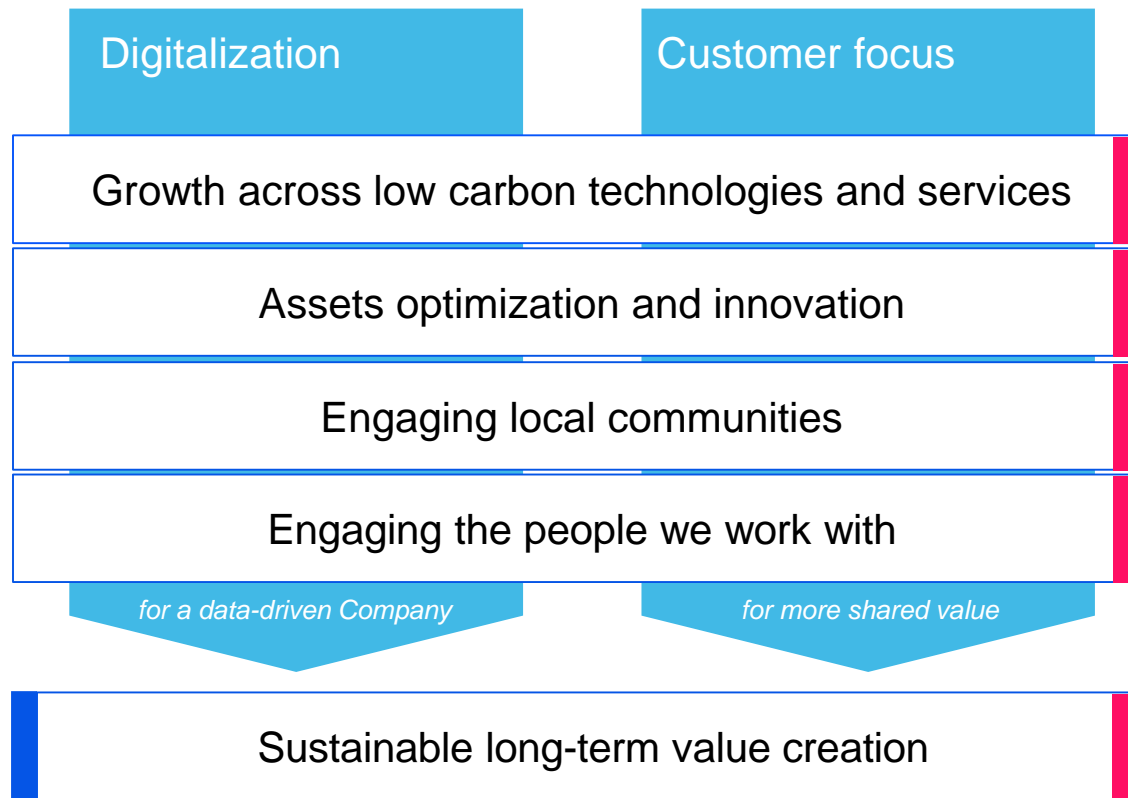 Digitalization
Customer focus
Growth across low carbon technologies and services
Assets optimization and innovation
Engaging local communities
Engaging the people we work with
for a data-driven Company
for more shared value
Sustainable long-term value creation